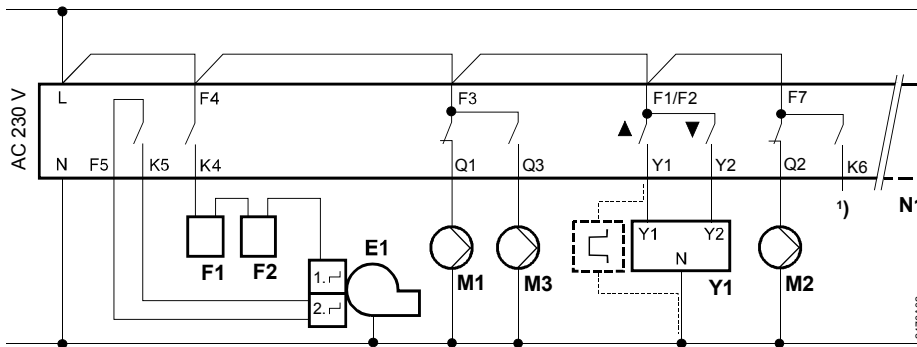 AC 230 V
L F4 F3 F1/F2 F7
▲ ▼
N F5 K5 K4 Q1 Q3 Y1 Y2 Q2 K6
¹) N1
Y1 Y2
N
F1 F2 E1 M1 M3 Y1 M2
1.
2.